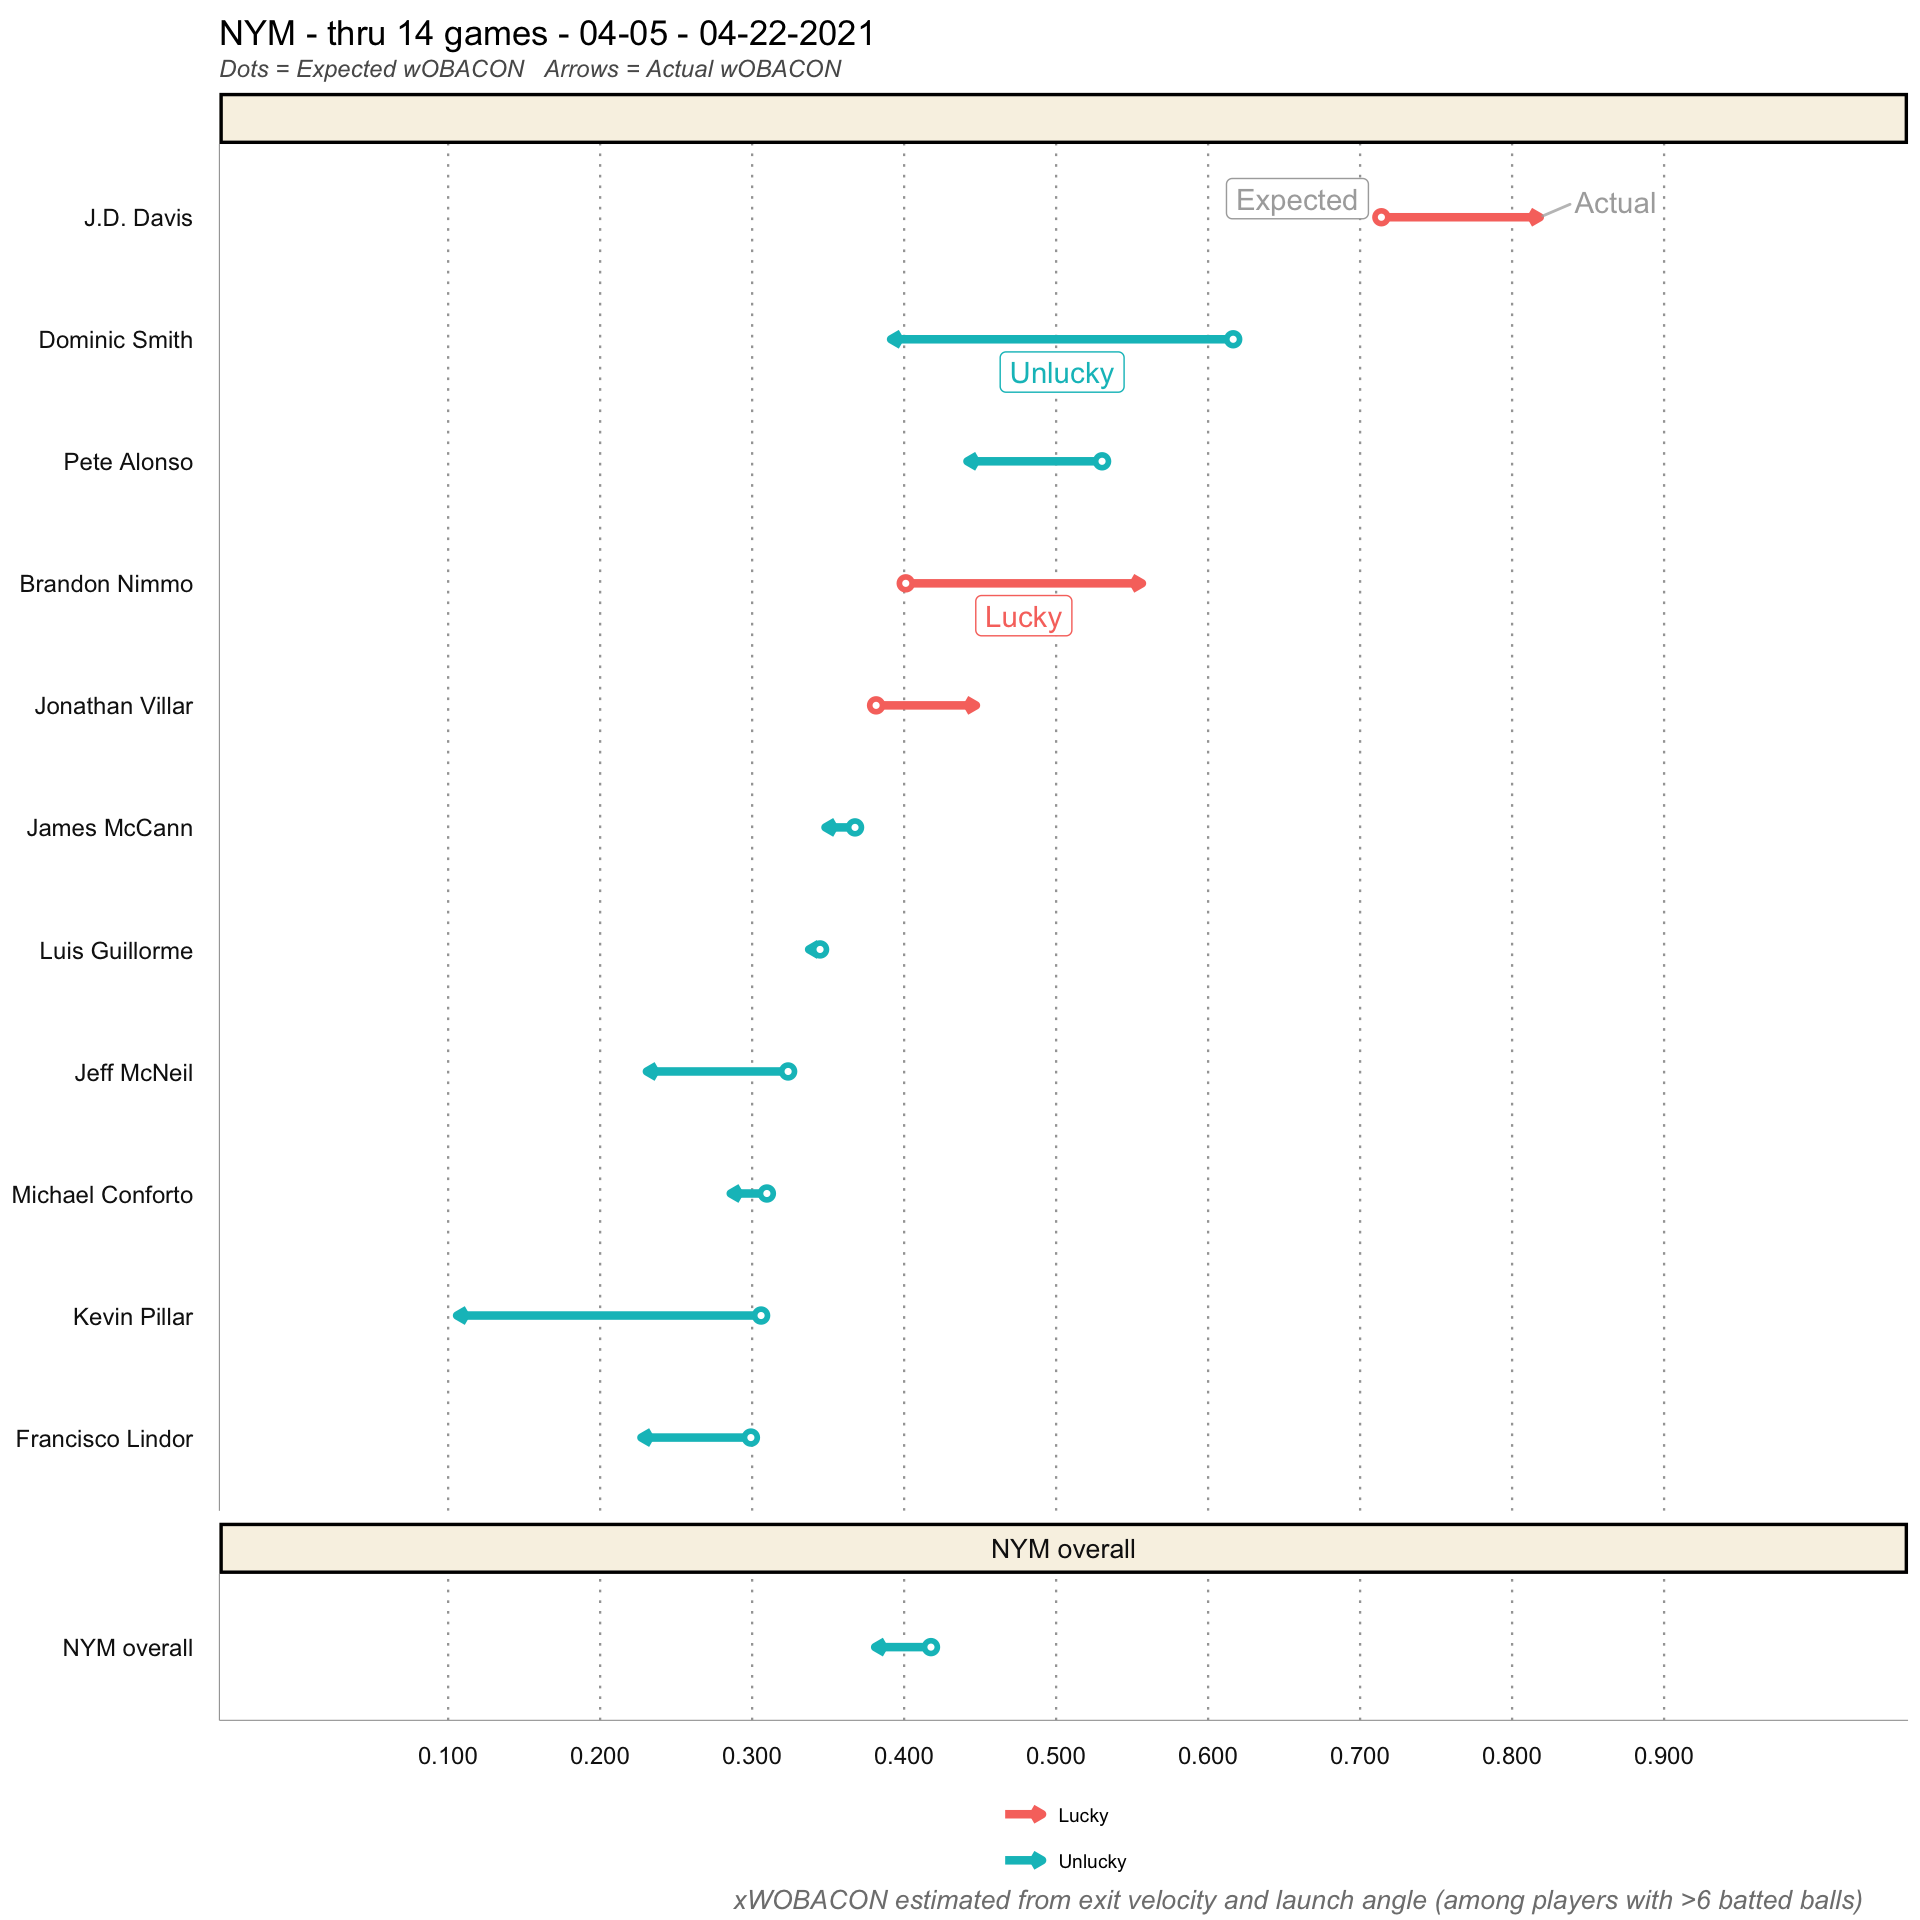 NYM - thru 14 games - 04-05 - 04-22-2021
Dots = Expected wOBACON   Arrows = Actual wOBACON
J.D. Davis
Expected
Actual
Dominic Smith
Unlucky
Pete Alonso
Brandon Nimmo
Lucky
Jonathan Villar
James McCann
Luis Guillorme
Jeff McNeil
Michael Conforto
Kevin Pillar
Francisco Lindor
NYM overall
NYM overall
0.100 0.200 0.300 0.400 0.500 0.600 0.700 0.800 0.900
Lucky
Unlucky
xWOBACON estimated from exit velocity and launch angle (among players with >6 batted balls)